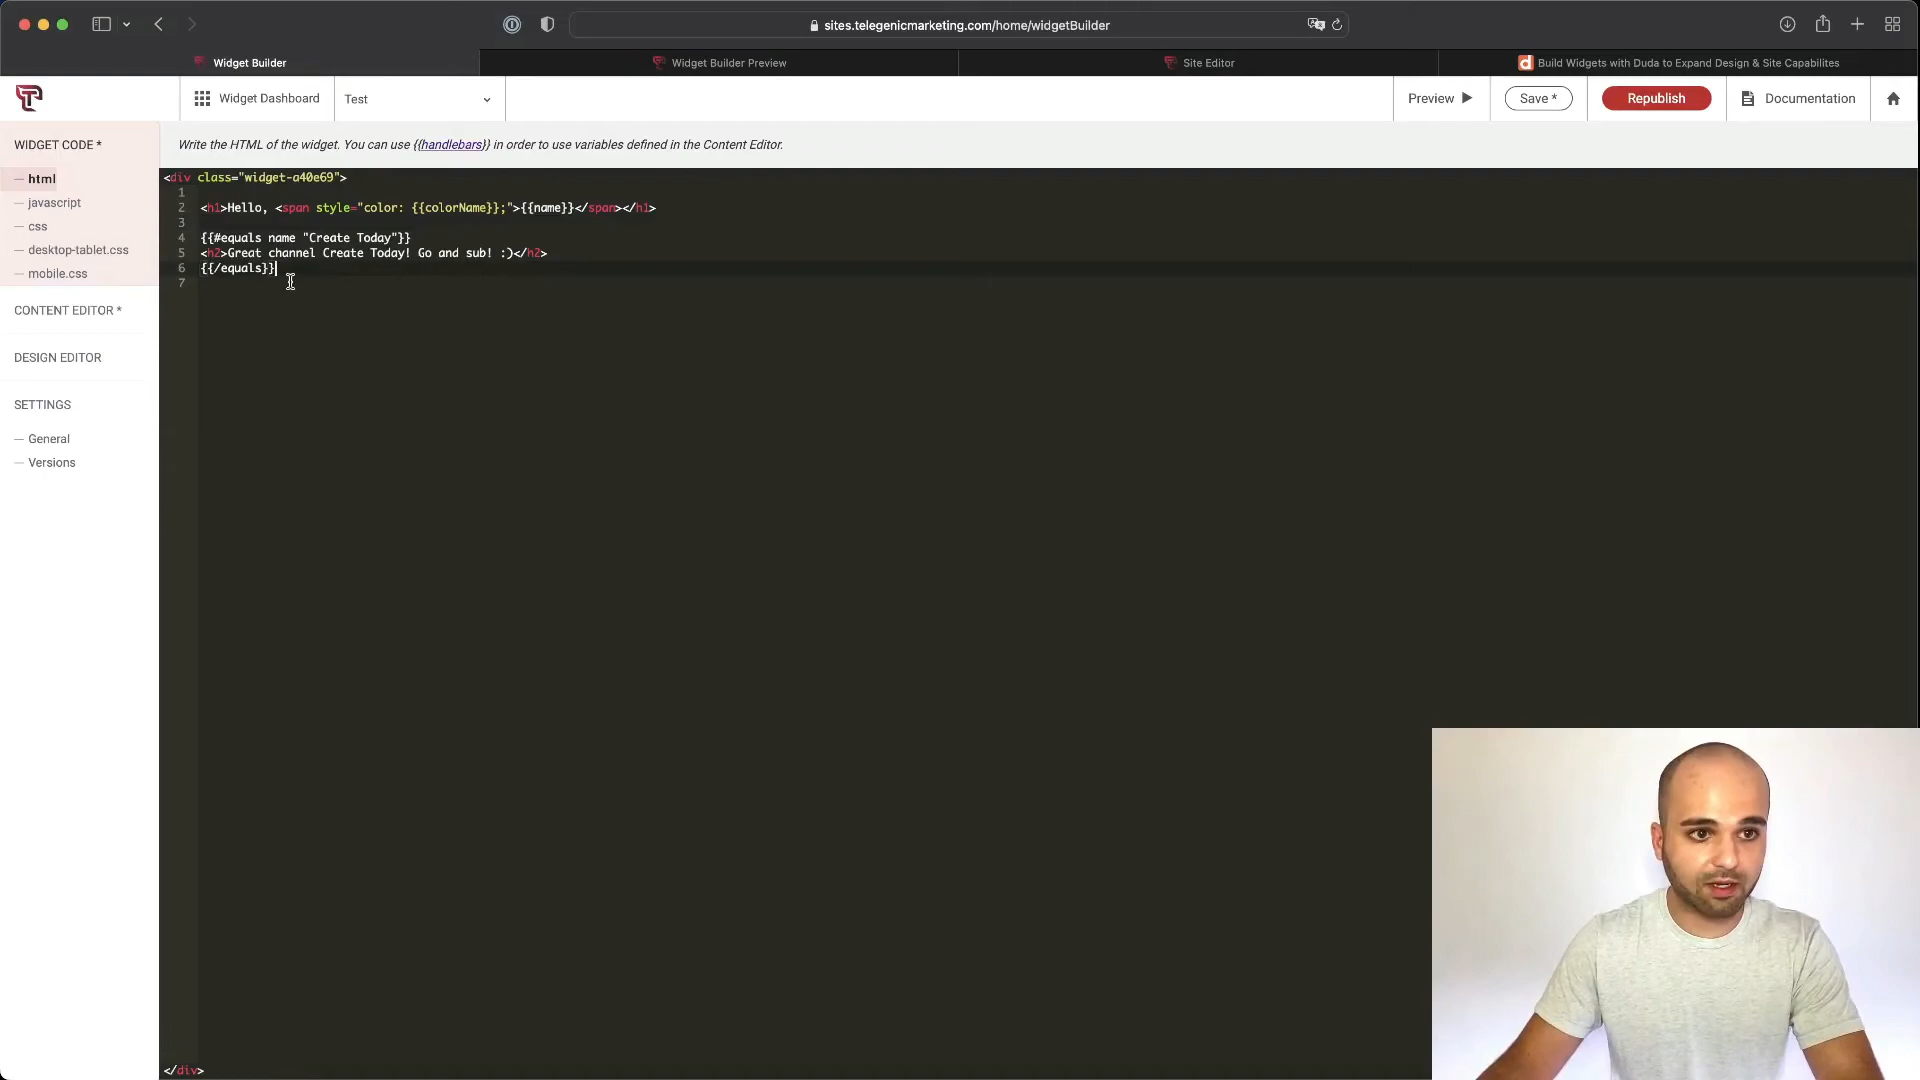 sites.telegenicmarketing.com/home/widgetBuilder
Widget Builder
Widget Builder Preview
Site Editor
Build Widgets with Duda to Expand Design & Site Capabilites
Widget Dashboard
Test
Preview
Save *
Republish
Documentation
WIDGET CODE *
html
javascript
css
desktop-tablet.css
mobile.css
CONTENT EDITOR *
DESIGN EDITOR
SETTINGS
General
Versions
Write the HTML of the widget. You can use {{handlebars}} in order to use variables defined in the Content Editor.
<div class="widget-a40e69">
1
2 <h1>Hello, <span style="color: {{colorName}};">{{name}}</span></h1>
3
4 {{#equals name "Create Today"}}
5 <h2>Great channel Create Today! Go and sub! :)</h2>
6 {{/equals}}
7
</div>